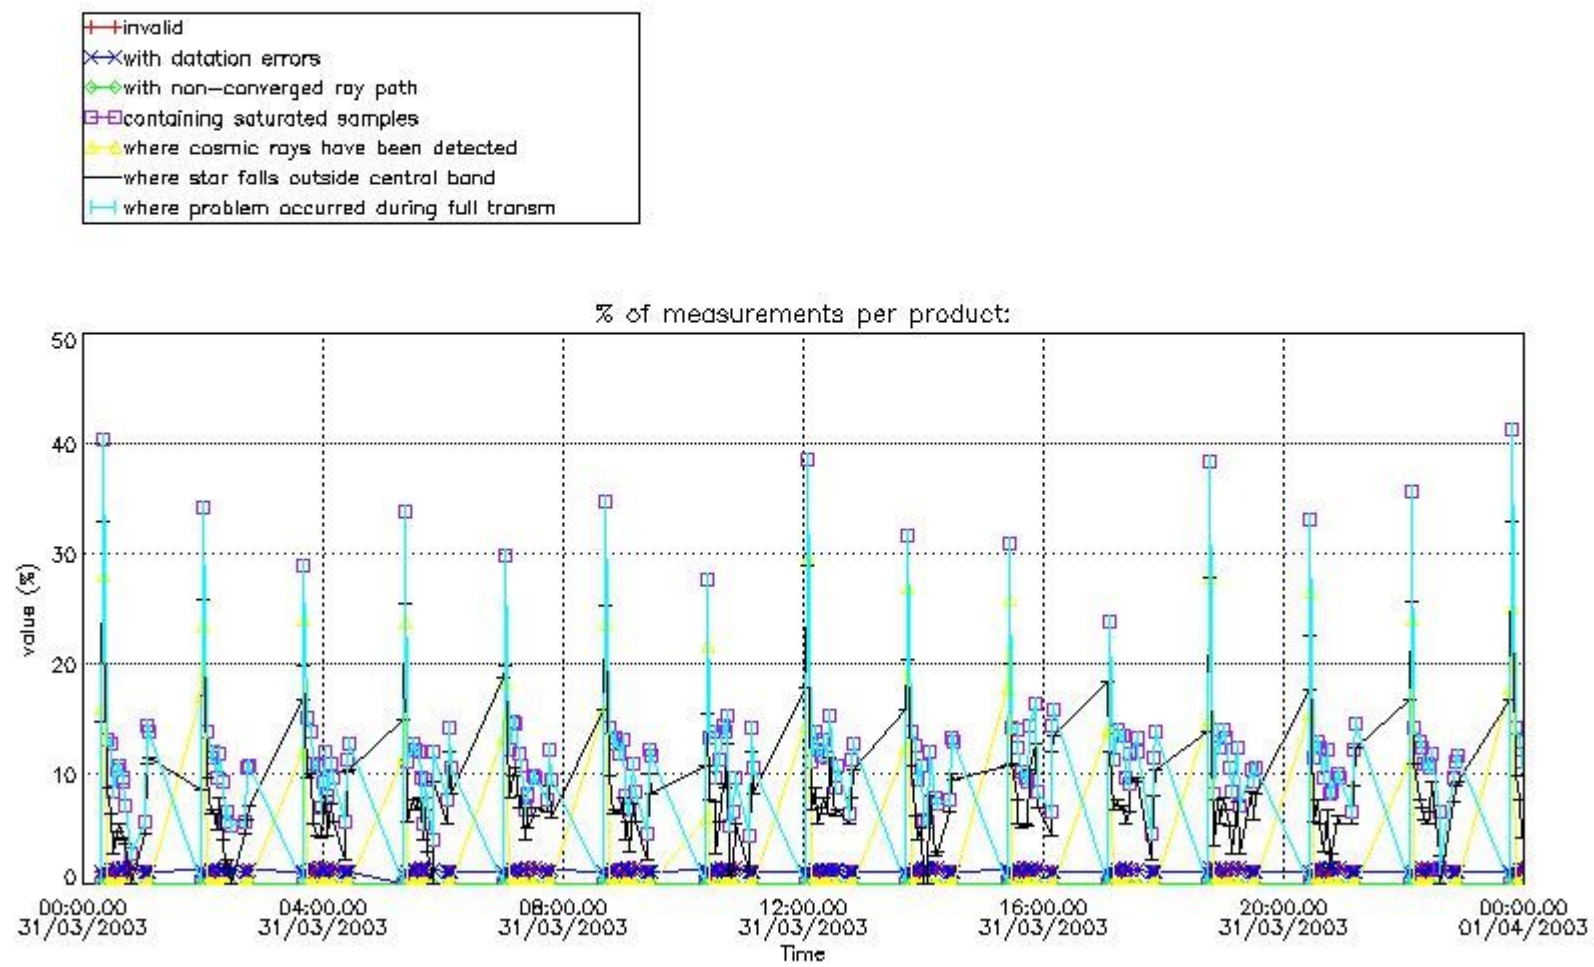 invalid
with datation errors
with non-converged ray path
containing saturated samples
where cosmic rays have been detected
where star falls outside central band
where problem occurred during full transm
% of measurements per product:
50
40
30
20
10
0
value (%)
00:00:00 04:00:00 08:00:00 12:00:00 16:00:00 20:00:00 00:00:00
31/03/2003 31/03/2003 31/03/2003 31/03/2003 31/03/2003 31/03/2003 01/04/2003
Time